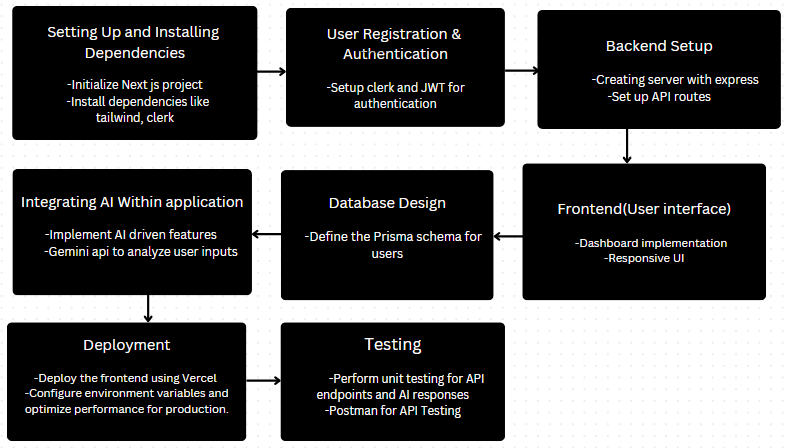 Setting Up and Installing
Dependencies
-Initialize Next js project
-Install dependencies like
tailwind, clerk
User Registration &
Authentication
-Setup clerk and JWT for
authentication
Backend Setup
-Creating server with express
-Set up API routes
Frontend(User interface)
-Dashboard implementation
-Responsive UI
Database Design
-Define the Prisma schema for
users
Integrating AI Within application
-Implement AI driven features
-Gemini api to analyze user inputs
Deployment
-Deploy the frontend using Vercel
-Configure environment variables and
optimize performance for production.
Testing
-Perform unit testing for API
endpoints and AI responses
-Postman for API Testing